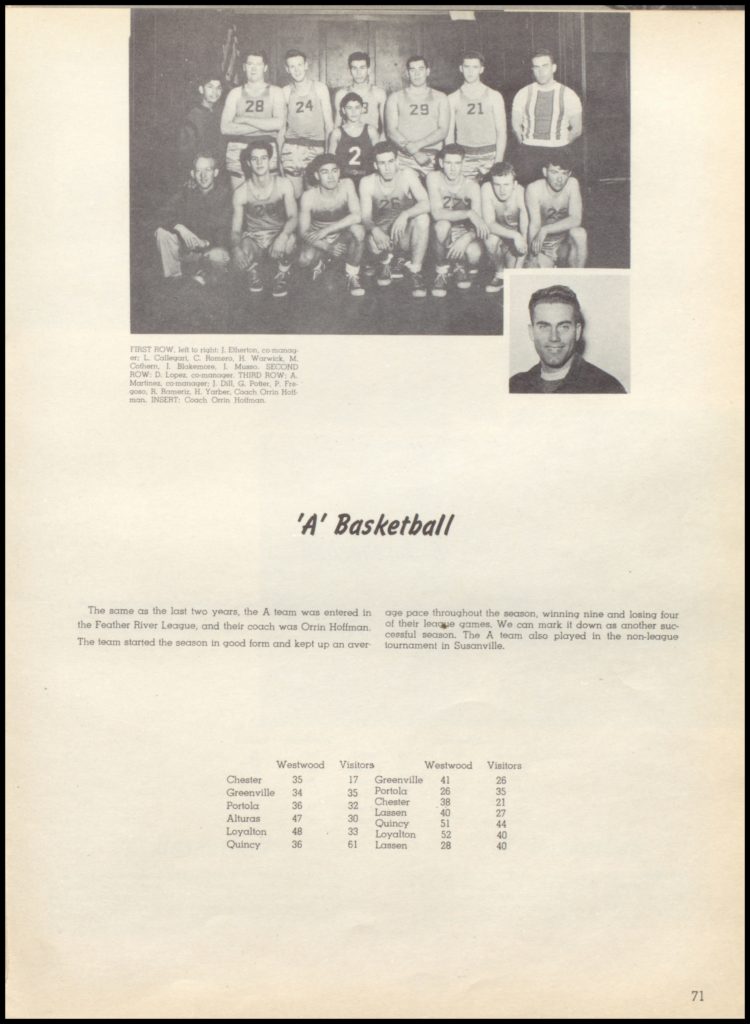 28
24
29
21
2
26
27
FIRST ROW, left to right: J. Etherton, co-manag-
er; L. Callegari, C. Romero, H. Warwick, M.
Cothern, J. Blakemore, J. Musso. SECOND
ROW: D. Lopez, co-manager. THIRD ROW: A.
Martinez, co-manager; J. Dill, G. Potter, P. Fre-
goso, R. Rameriz, H. Yarber, Coach Orrin Hoff-
man. INSERT: Coach Orrin Hoffman.
'A' Basketball
The same as the last two years, the A team was entered in
the Feather River League, and their coach was Orrin Hoffman.
The team started the season in good form and kept up an aver-
age pace throughout the season, winning nine and losing four
of their league games. We can mark it down as another suc-
cessful season. The A team also played in the non-league
tournament in Susanville.
Westwood Visitors
Chester 35 17
Greenville 34 35
Portola 36 32
Alturas 47 30
Loyalton 48 33
Quincy 36 61
Westwood Visitors
Greenville 41 26
Portola 26 35
Chester 38 21
Lassen 40 27
Quincy 51 44
Loyalton 52 40
Lassen 28 40
71